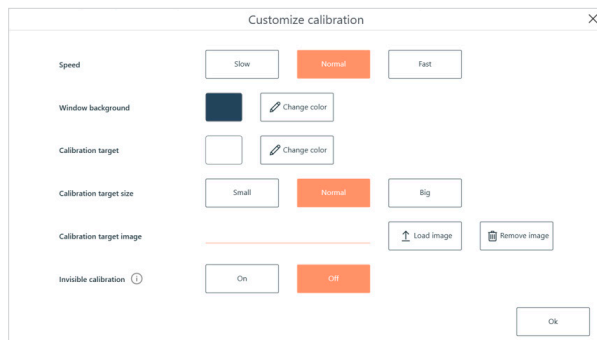 Customize calibration
Speed
Slow
Normal
Fast
Window background
Change color
Calibration target
Change color
Calibration target size
Small
Normal
Big
Calibration target image
Load image
Remove image
Invisible calibration
On
Off
Ok